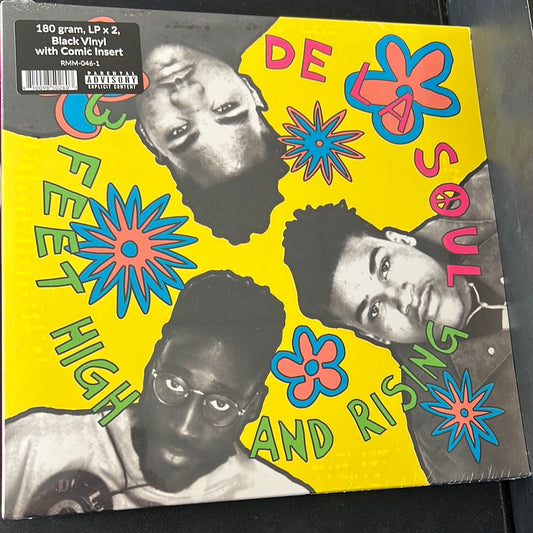 180 gram, LP x 2,
Black Vinyl
with Comic Insert
RMM-046-1
PARENTAL
ADVISORY
EXPLICIT CONTENT
DE LA SOUL
3 FEET HIGH
AND RISING